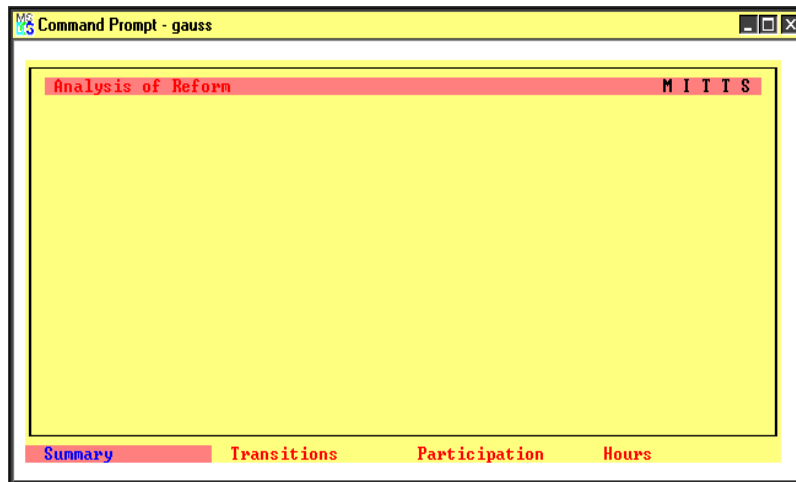 Command Prompt - gauss
Analysis of Reform M I T T S
Summary Transitions Participation Hours